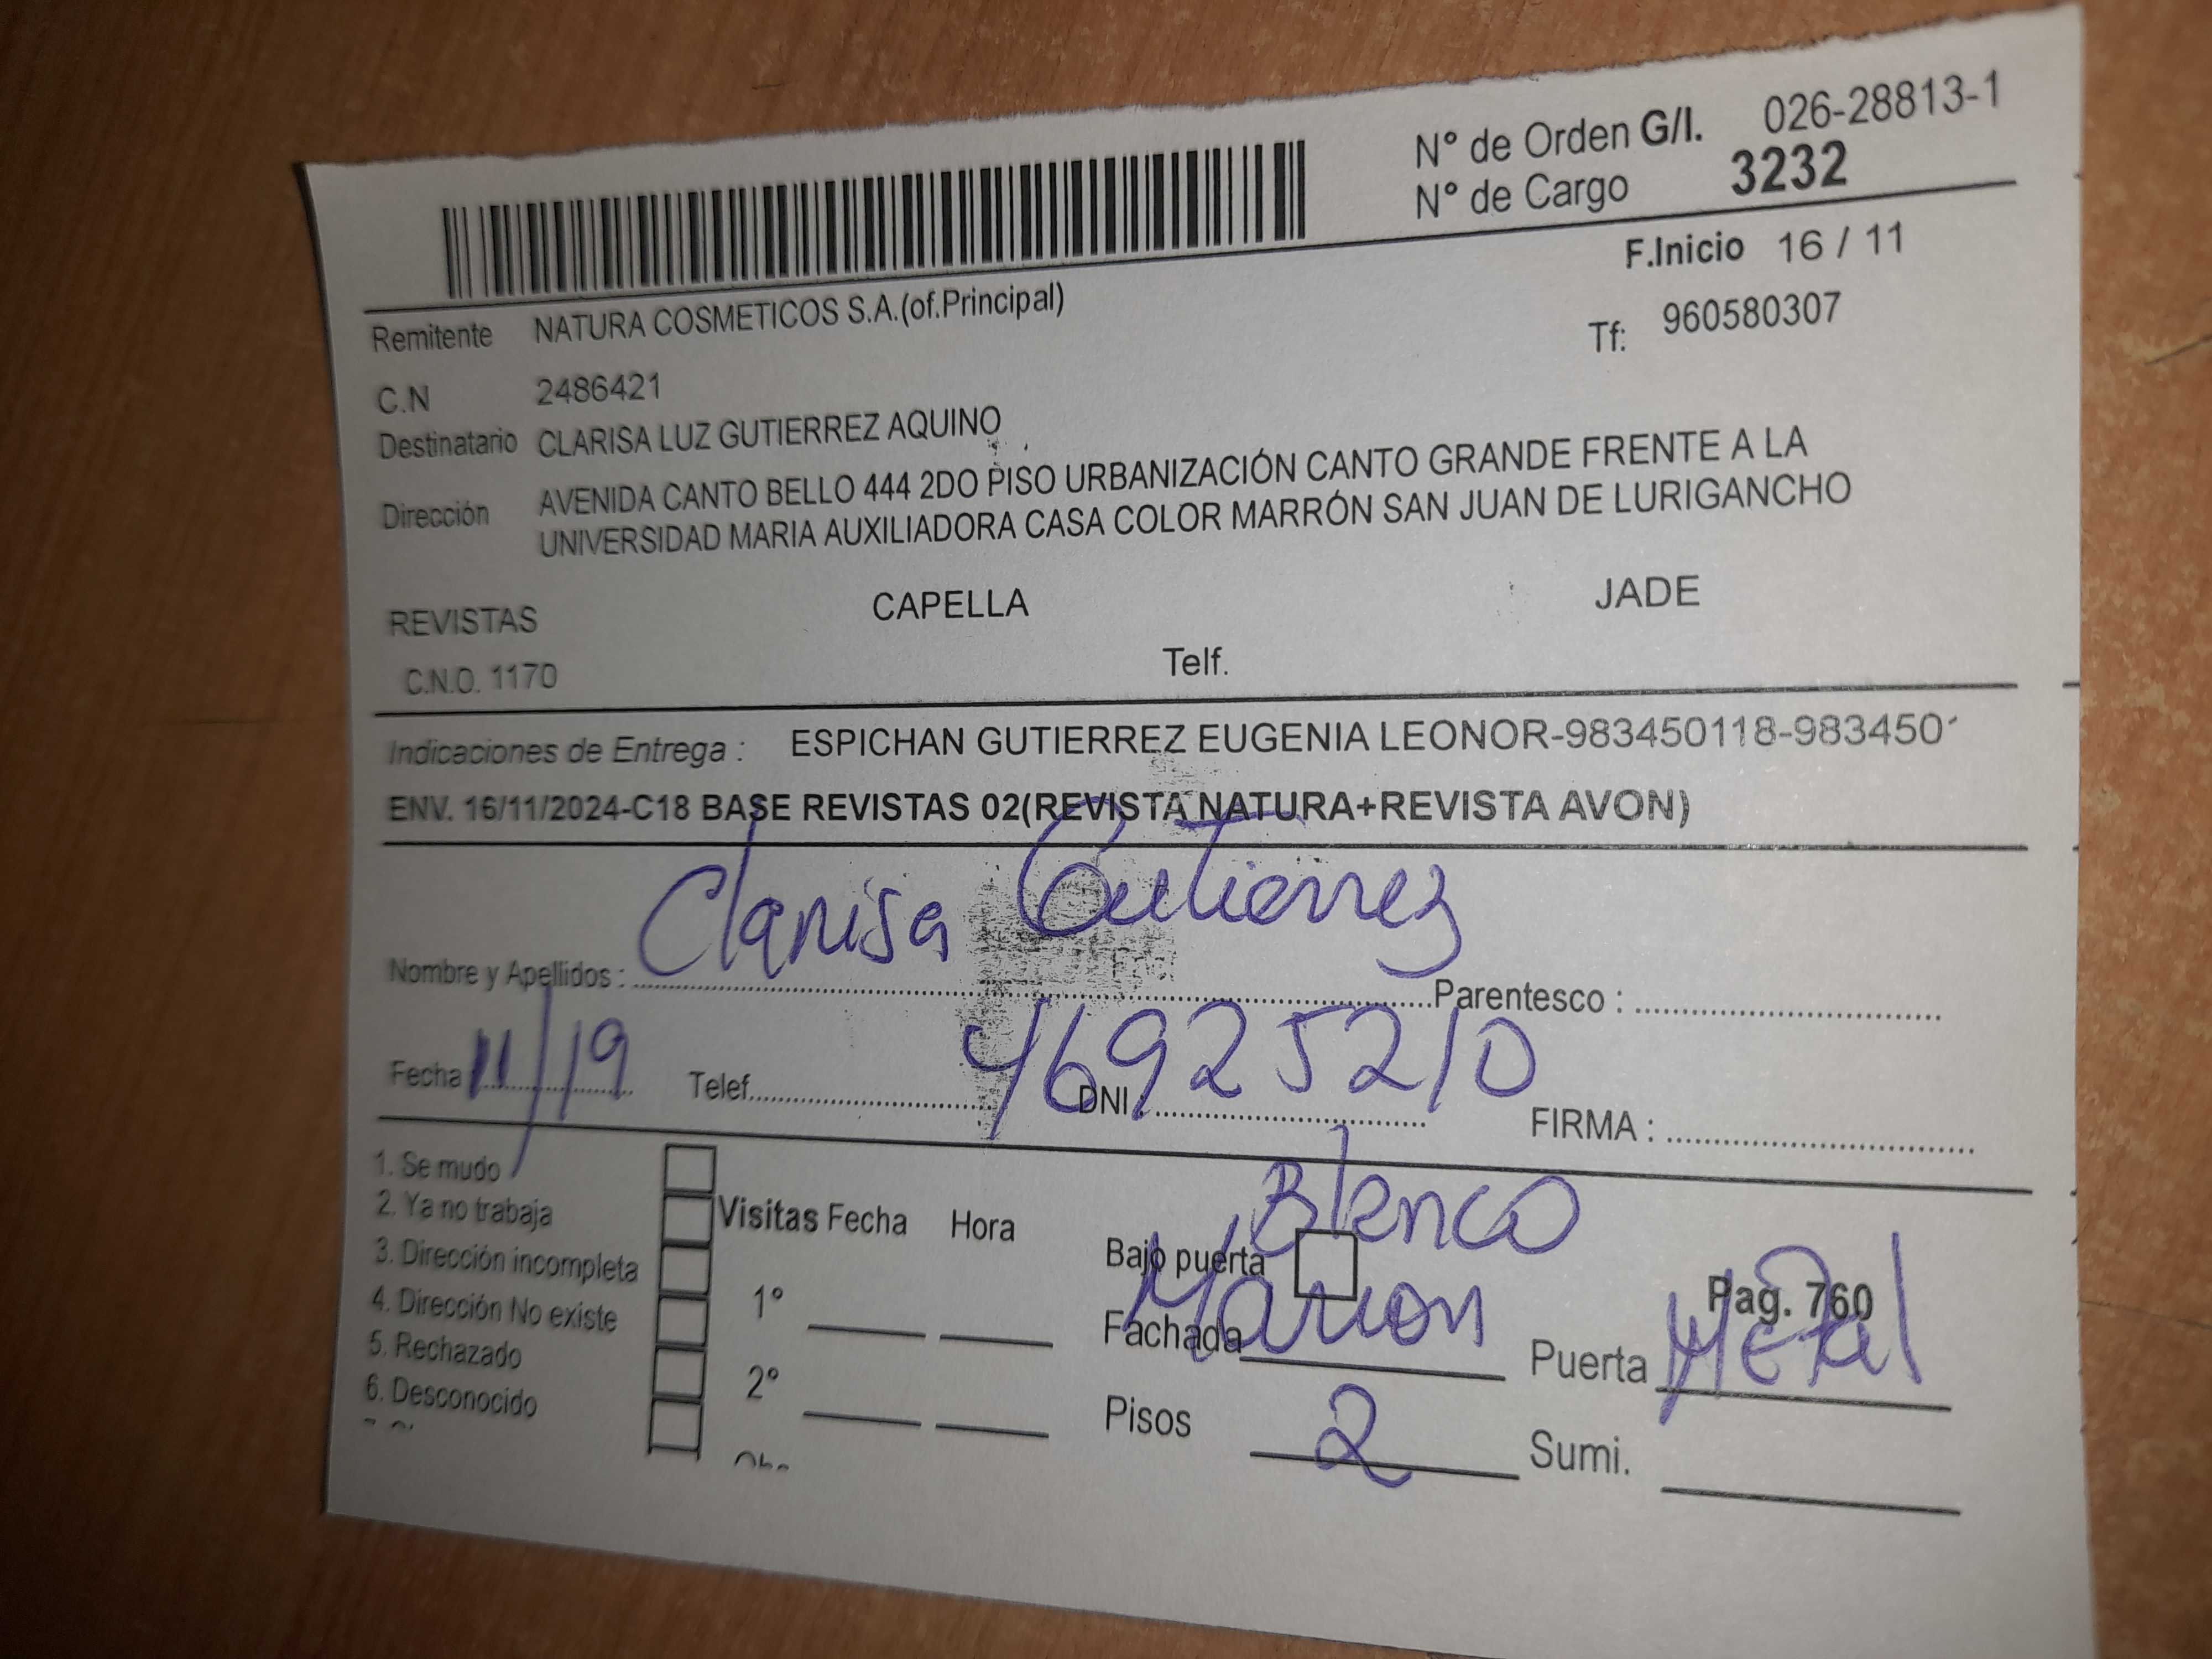 N° de Orden G/I. 026-28813-1
N° de Cargo 3232
F.Inicio 16 / 11
Remitente NATURA COSMETICOS S.A.(of.Principal)
Tf: 960580307
C.N 2486421
Destinatario CLARISA LUZ GUTIERREZ AQUINO
Dirección AVENIDA CANTO BELLO 444 2DO PISO URBANIZACIÓN CANTO GRANDE FRENTE A LA
UNIVERSIDAD MARIA AUXILIADORA CASA COLOR MARRÓN SAN JUAN DE LURIGANCHO
REVISTAS CAPELLA JADE
C.N.O. 1170 Telf.
Indicaciones de Entrega : ESPICHAN GUTIERREZ EUGENIA LEONOR-983450118-983450
ENV. 16/11/2024-C18 BASE REVISTAS 02(REVISTA NATURA+REVISTA AVON)
Clarisa Gutierrez
Nombre y Apellidos : Parentesco :
Fecha 11/19 Telef. DNI. 46925210 FIRMA :
1. Se mudo
2. Ya no trabaja
3. Dirección incompleta
4. Dirección No existe
5. Rechazado
6. Desconocido
Visitas Fecha Hora
1°
2°
Blanco
Bajo puerta
Pag. 760
Fachada Marron Puerta Metal
Pisos 2 Sumi.